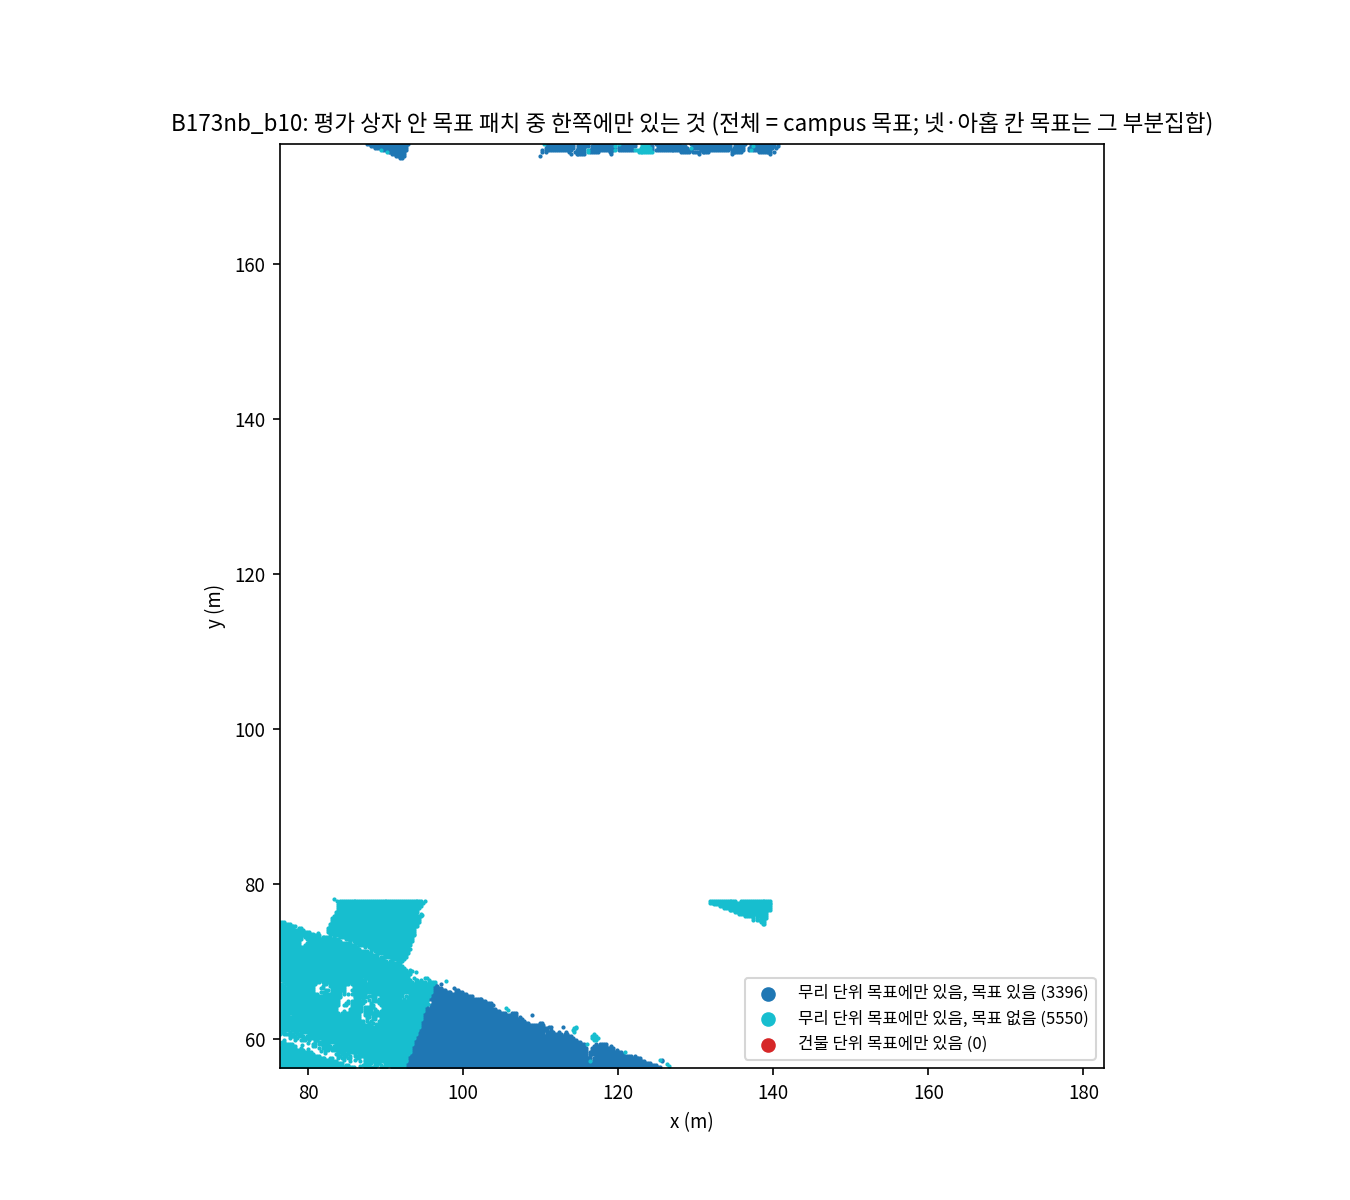 B173nb_b10: 평가 상자 안 목표 패치 중 한쪽에만 있는 것 (전체 = campus 목표; 넷·아홉 칸 목표는 그 부분집합)
160
140
120
100
80
60
y (m)
80
100
120
140
160
180
x (m)
무리 단위 목표에만 있음, 목표 있음 (3396)
무리 단위 목표에만 있음, 목표 없음 (5550)
건물 단위 목표에만 있음 (0)